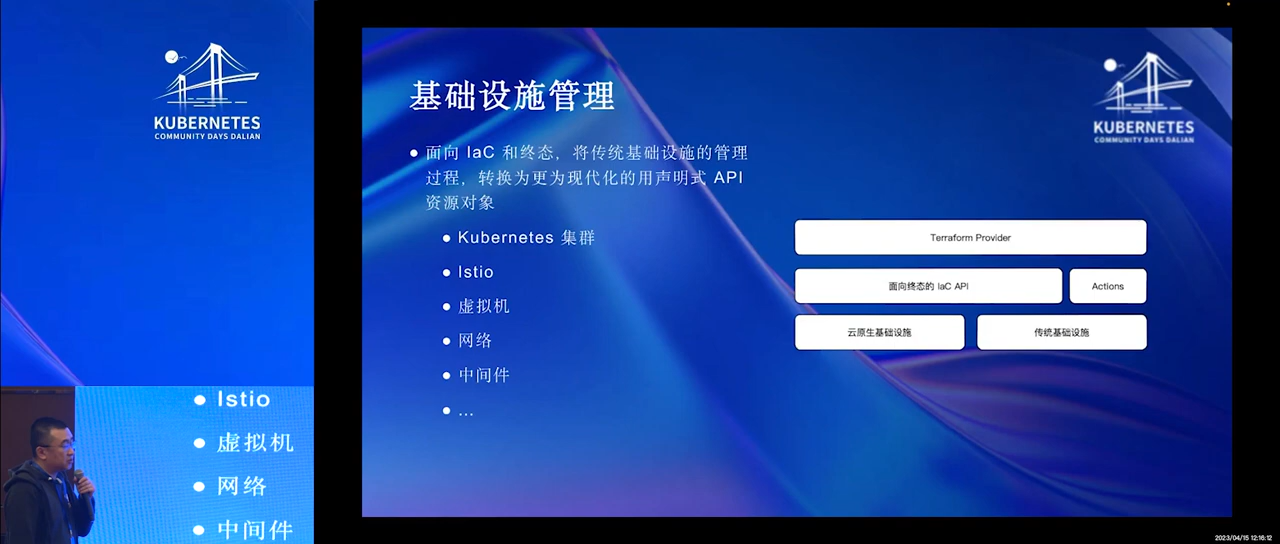 KUBERNETES
COMMUNITY DAYS DALIAN
Istio
虚拟机
网络
中间件
基础设施管理
KUBERNETES
COMMUNITY DAYS DALIAN
● 面向 IaC 和终态，将传统基础设施的管理
过程，转换为更为现代化的用声明式 API
资源对象
● Kubernetes 集群
● Istio
● 虚拟机
● 网络
● 中间件
● ...
Terraform Provider
面向终态的 IaC API
Actions
云原生基础设施
传统基础设施
2023/04/15 12:16:12